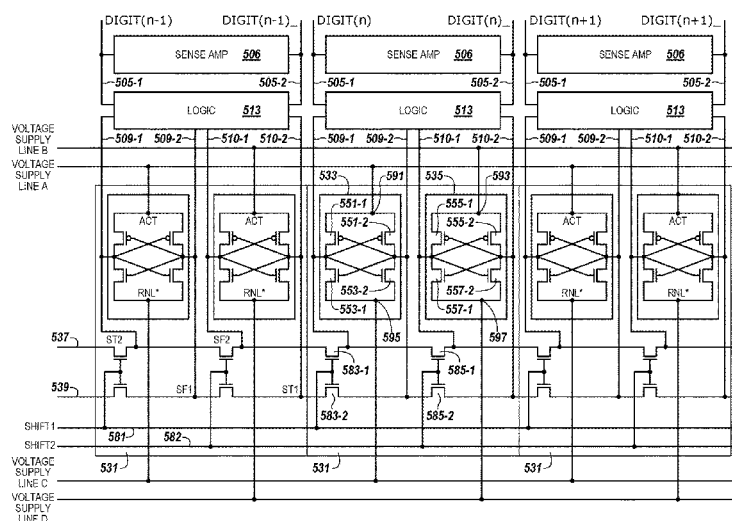 DIGIT(n-1) DIGIT(n-1)_ DIGIT(n) DIGIT(n)_ DIGIT(n+1) DIGIT(n+1)_
SENSE AMP 506 SENSE AMP 506 SENSE AMP 506
505-1 505-2 505-1 505-2 505-1 505-2
LOGIC 513 LOGIC 513 LOGIC 513
VOLTAGE SUPPLY LINE B
509-1 509-2 510-1 510-2 509-1 509-2 510-1 510-2 509-1 509-2 510-1 510-2
VOLTAGE SUPPLY LINE A
533 591 535 593
551-1 555-1
ACT ACT 551-2 555-2 ACT ACT
RNL* RNL* 553-2 557-2 RNL* RNL*
553-1 557-1
595 597
537 ST2 SF2
583-1 585-1
539 SF1 ST1
583-2 585-2
SHIFT1
581 582
SHIFT2
531 531 531
VOLTAGE SUPPLY LINE C
VOLTAGE SUPPLY LINE D